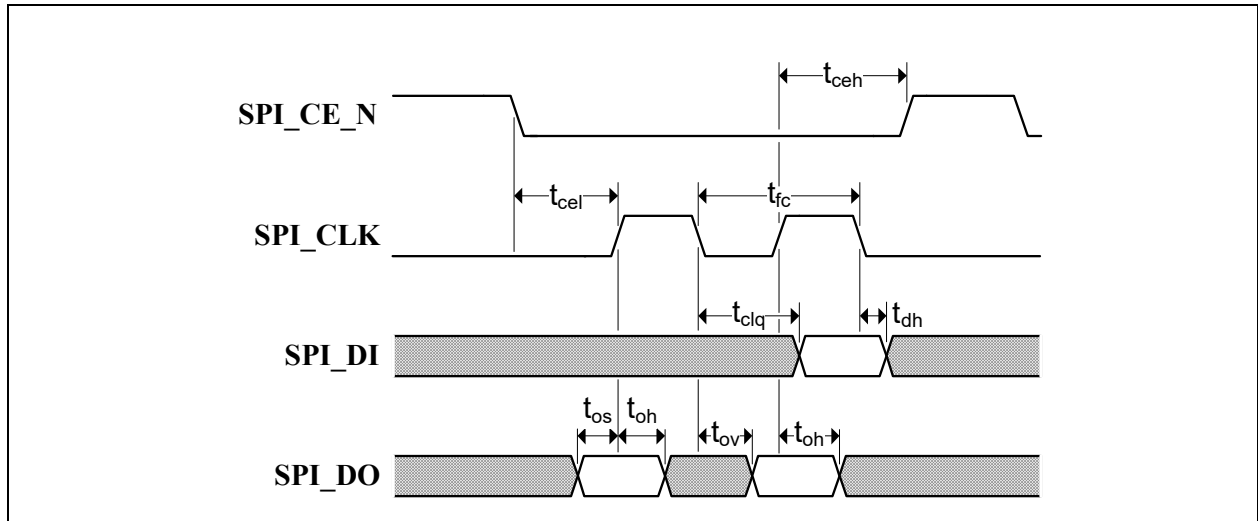 t_ceh
SPI_CE_N
t_cel
t_fc
SPI_CLK
t_clq
t_dh
SPI_DI
t_os
t_oh
t_ov
t_oh
SPI_DO